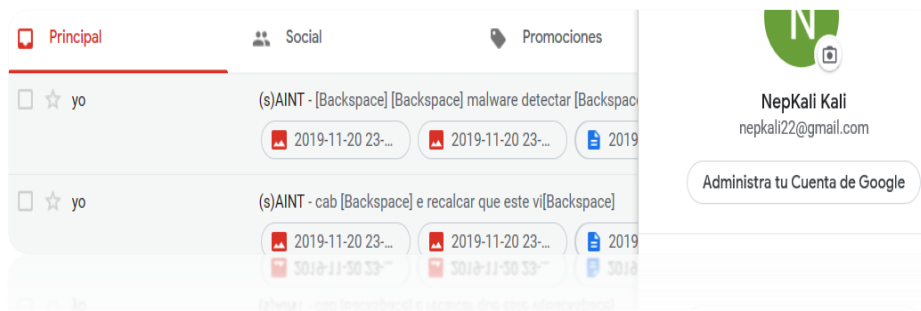 Principal Social Promociones
N
yo (s)AINT - [Backspace] [Backspace] malware detectar [Backspac
2019-11-20 23-... 2019-11-20 23-... 2019
NepKali Kali
nepkali22@gmail.com
Administra tu Cuenta de Google
yo (s)AINT - cab [Backspace] e recalcar que este vi[Backspace]
2019-11-20 23-... 2019-11-20 23-... 2019